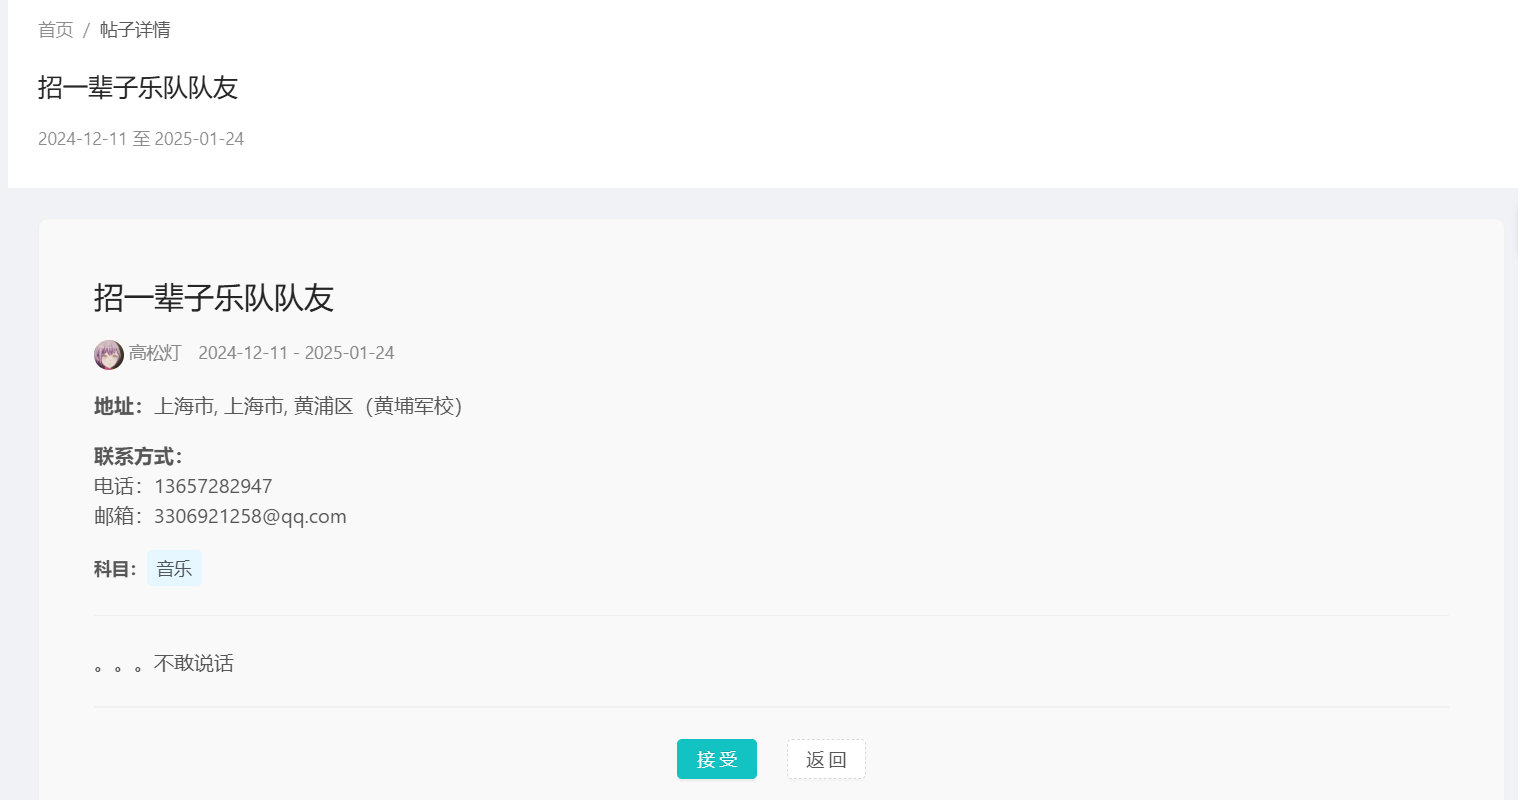 首页 / 帖子详情
招一辈子乐队队友
2024-12-11 至 2025-01-24
招一辈子乐队队友
高松灯 2024-12-11 - 2025-01-24
地址：上海市, 上海市, 黄浦区（黄埔军校）
联系方式：
电话：13657282947
邮箱：3306921258@qq.com
科目： 音乐
。。。不敢说话
接受 返回